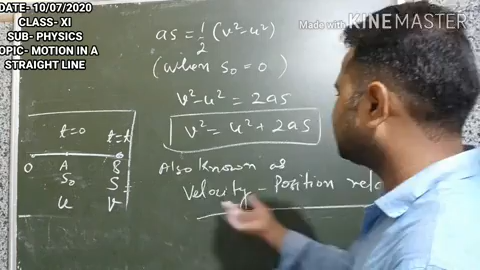 DATE- 10/07/2020
CLASS- XI
SUB- PHYSICS
TOPIC- MOTION IN A
STRAIGHT LINE
Made with KINEMASTER
as = 1/2 (v² - u²)
(when S₀ = 0)
v² - u² = 2as
v² = u² + 2as
Also known as
Velocity - Position
t=0 t=t
O A B
S₀ S
u v